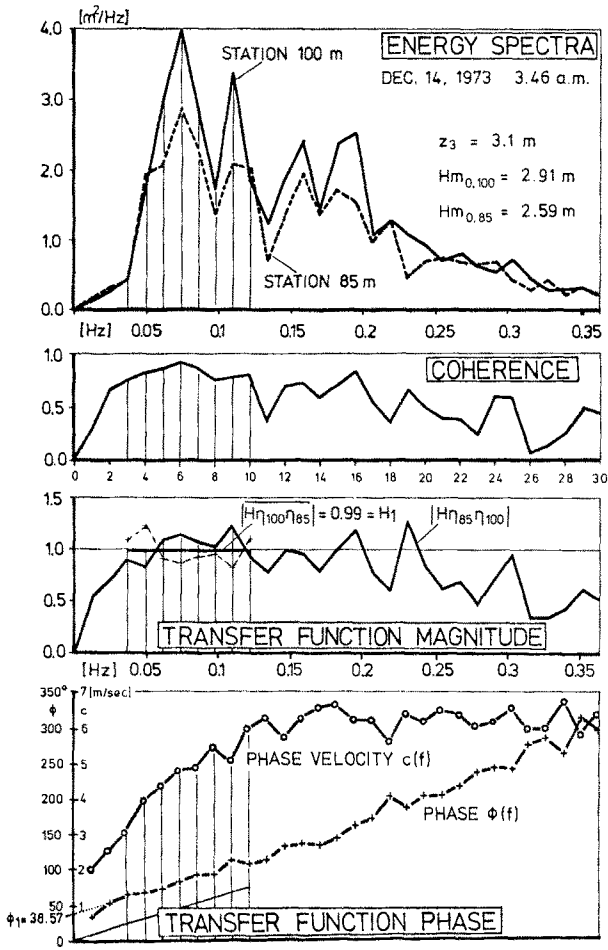 [m²/Hz]
4.0
3.0
2.0
1.0
0.0
ENERGY SPECTRA
STATION 100 m
DEC. 14, 1973 3.46 a.m.
z₃ = 3.1 m
Hm₀,₁₀₀ = 2.91 m
Hm₀,₈₅ = 2.59 m
STATION 85 m
[Hz] 0.05 0.1 0.15 0.2 0.25 0.3 0.35
1.0
0.5
0.0
COHERENCE
0 2 4 6 8 10 12 14 16 18 20 22 24 26 28 30
1.5
1.0
0.5
0.0
|Hη₁₀₀η₈₅| = 0.99 = H₁
|Hη₈₅η₁₀₀|
TRANSFER FUNCTION MAGNITUDE
[Hz] 0.05 0.1 0.15 0.2 0.25 0.3 0.35
350° 7 [m/sec]
Φ c
300 6
250 5
200 4
150 3
100 2
50 1
0
PHASE VELOCITY c(f)
PHASE Φ(f)
ϕ₁= 36.57
TRANSFER FUNCTION PHASE